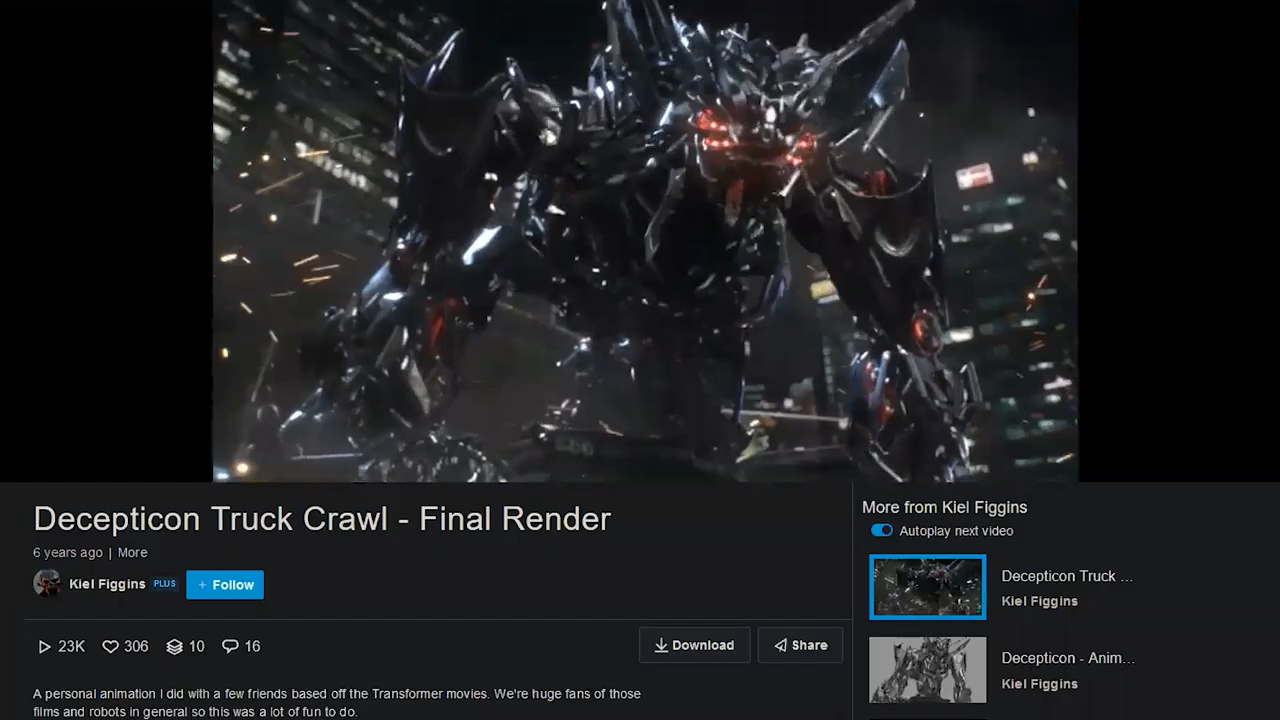 Decepticon Truck Crawl - Final Render
6 years ago | More
Kiel Figgins PLUS + Follow
23K 306 10 16
Download Share
A personal animation I did with a few friends based off the Transformer movies. We're huge fans of those
films and robots in general so this was a lot of fun to do.
More from Kiel Figgins
Autoplay next video
Decepticon Truck ...
Kiel Figgins
Decepticon - Anim...
Kiel Figgins